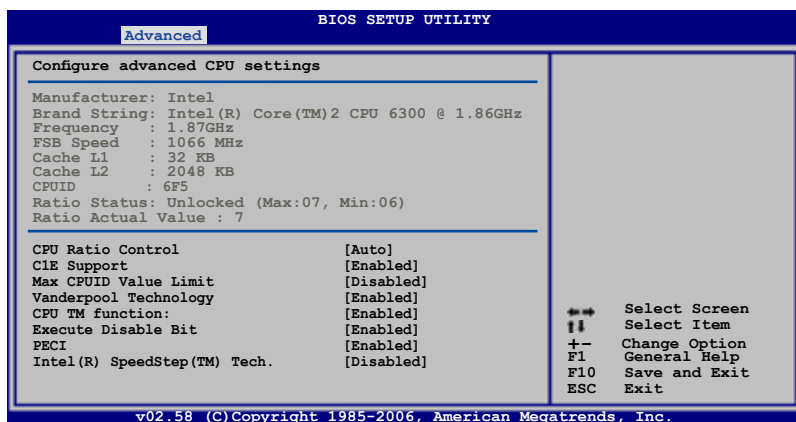 BIOS SETUP UTILITY
Advanced
Configure advanced CPU settings
Manufacturer: Intel
Brand String: Intel(R) Core(TM)2 CPU 6300 @ 1.86GHz
Frequency : 1.87GHz
FSB Speed : 1066 MHz
Cache L1 : 32 KB
Cache L2 : 2048 KB
CPUID : 6F5
Ratio Status: Unlocked (Max:07, Min:06)
Ratio Actual Value : 7
CPU Ratio Control [Auto]
C1E Support [Enabled]
Max CPUID Value Limit [Disabled]
Vanderpool Technology [Enabled]
CPU TM function: [Enabled]
Execute Disable Bit [Enabled]
PECI [Enabled]
Intel(R) SpeedStep(TM) Tech. [Disabled]
←→ Select Screen
↑↓ Select Item
+- Change Option
F1 General Help
F10 Save and Exit
ESC Exit
v02.58 (C)Copyright 1985-2006, American Megatrends, Inc.